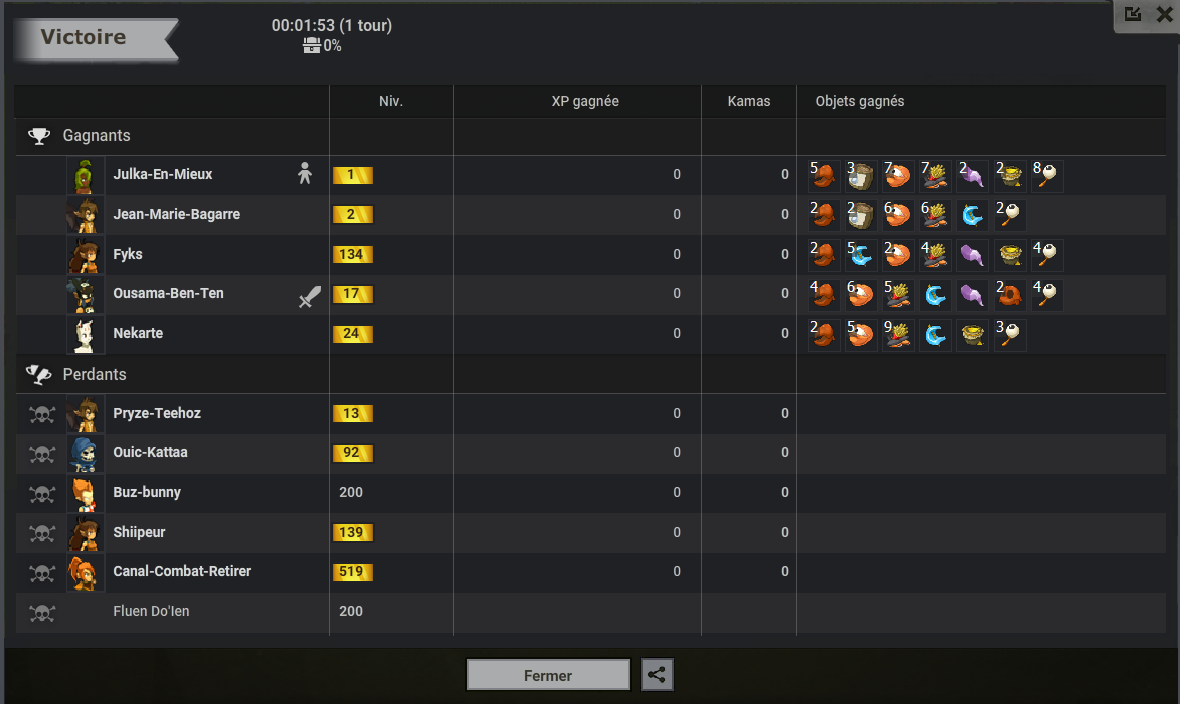 Victoire
00:01:53 (1 tour)
0%
Niv. XP gagnée Kamas Objets gagnés
Gagnants
Julka-En-Mieux 1 0 0 5 3 7 7 2 2 8
Jean-Marie-Bagarre 2 0 0 2 2 6 6 2
Fyks 134 0 0 2 5 2 4 4
Ousama-Ben-Ten 17 0 0 4 6 5 2 4
Nekarte 24 0 0 2 5 9 3
Perdants
Pryze-Teehoz 13 0 0
Ouic-Kattaa 92 0 0
Buz-bunny 200 0 0
Shiipeur 139 0 0
Canal-Combat-Retirer 519 0 0
Fluen Do'Ien 200
Fermer